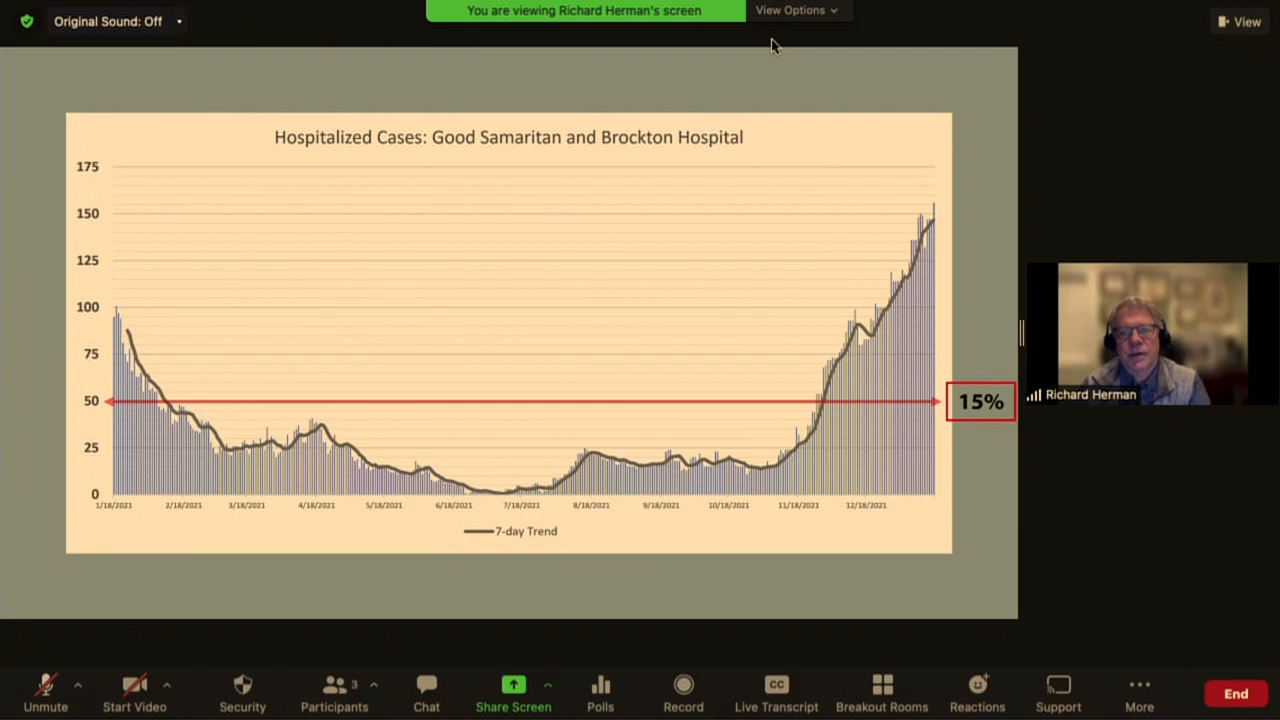 Original Sound: Off
You are viewing Richard Herman's screen
View Options
View
Hospitalized Cases: Good Samaritan and Brockton Hospital
175
150
125
100
75
50
25
0
15%
1/18/2021 2/18/2021 3/18/2021 4/18/2021 5/18/2021 6/18/2021 7/18/2021 8/18/2021 9/18/2021 10/18/2021 11/18/2021 12/18/2021
7-day Trend
Richard Herman
3
CC
Unmute Start Video Security Participants Chat Share Screen Polls Record Live Transcript Breakout Rooms Reactions Support More
End